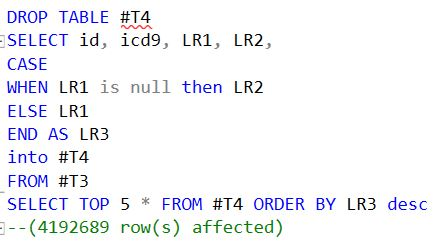 DROP TABLE #T4
SELECT id, icd9, LR1, LR2,
CASE
WHEN LR1 is null then LR2
ELSE LR1
END AS LR3
into #T4
FROM #T3
SELECT TOP 5 * FROM #T4 ORDER BY LR3 desc
--(4192689 row(s) affected)